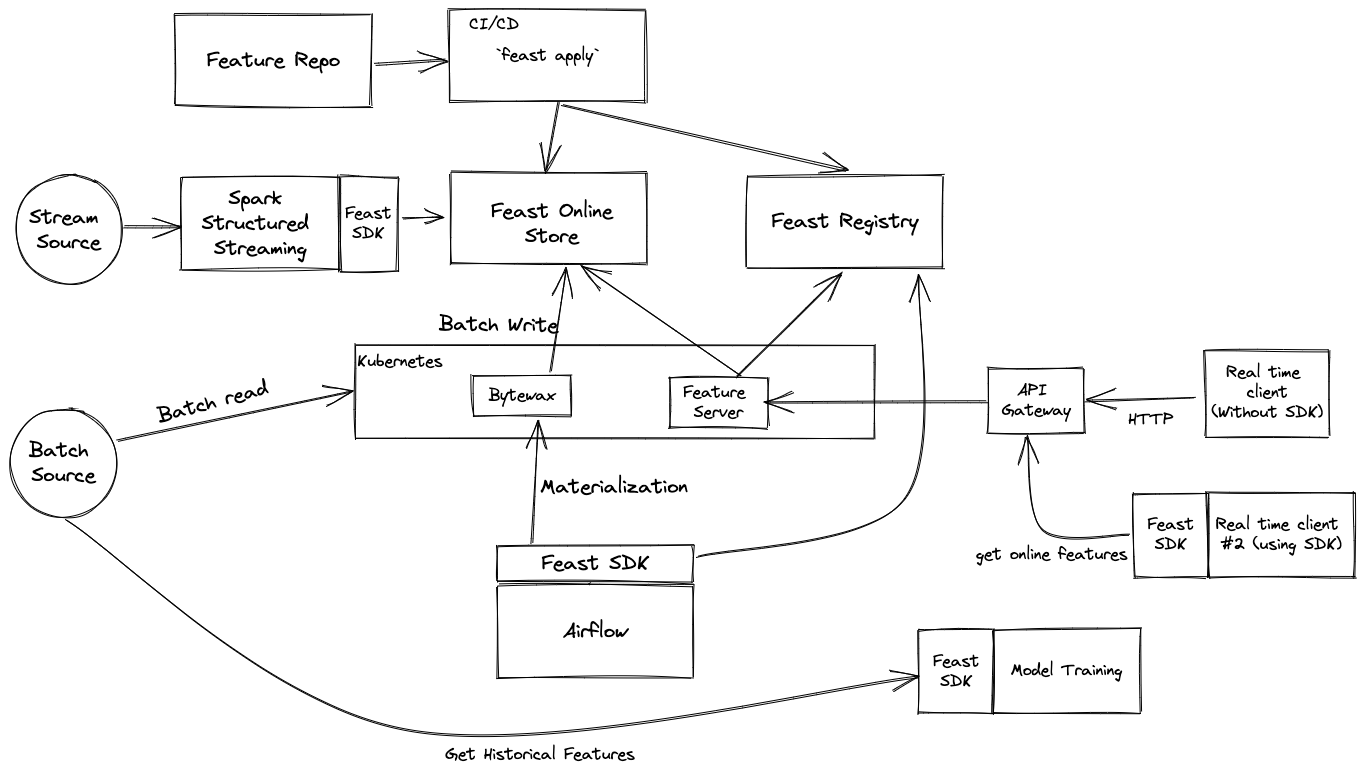 CI/CD
Feature Repo
`feast apply`
Stream
Source
Spark
Structured
Streaming
Feast
SDK
Feast Online
Store
Feast Registry
Batch Write
Kubernetes
Bytewax
Feature
Server
API
Gateway
HTTP
Real time
client
(Without SDK)
Batch read
Batch
Source
Materialization
Feast SDK
Airflow
get online features
Feast
SDK
Real time client
#2 (using SDK)
Feast
SDK
Model Training
Get Historical Features